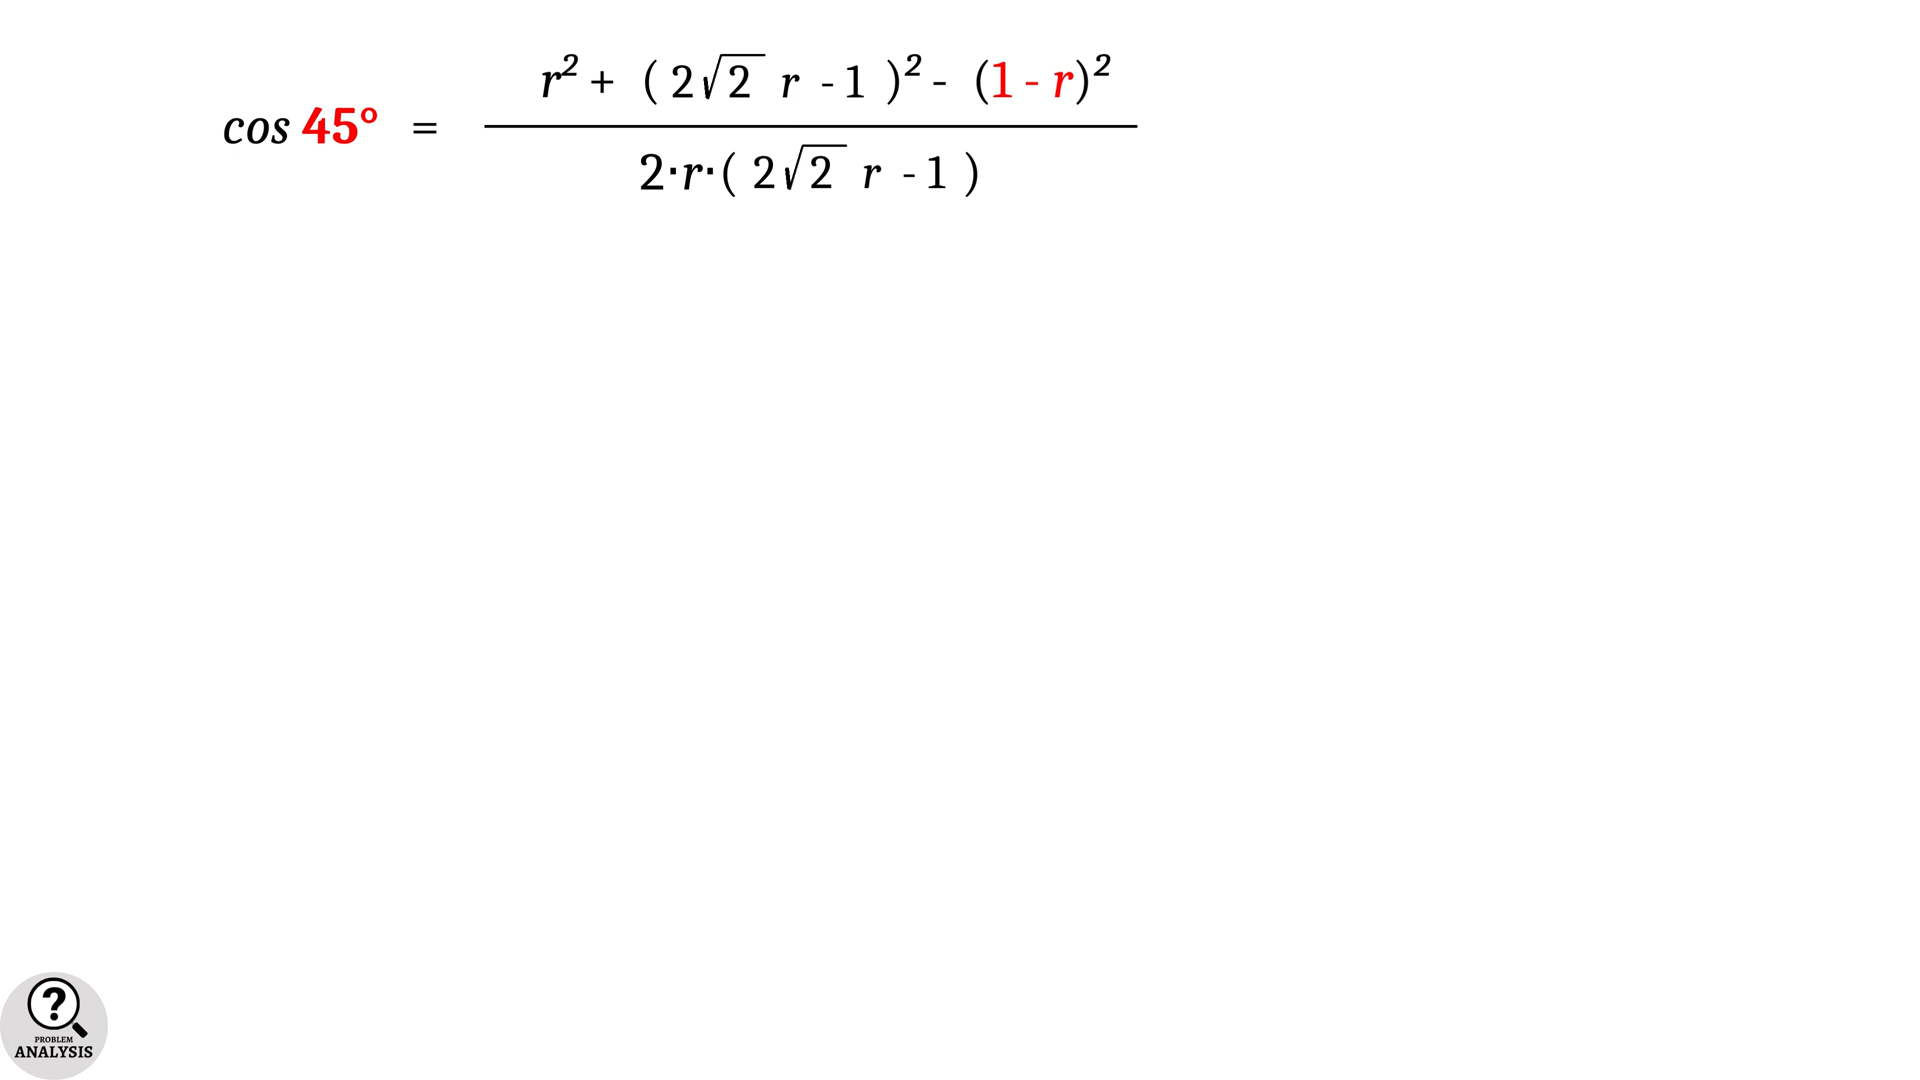 r² + ( 2√2 r - 1 )² - (1 - r)²
cos 45° =
2·r·( 2√2 r - 1 )
?
PROBLEM
ANALYSIS